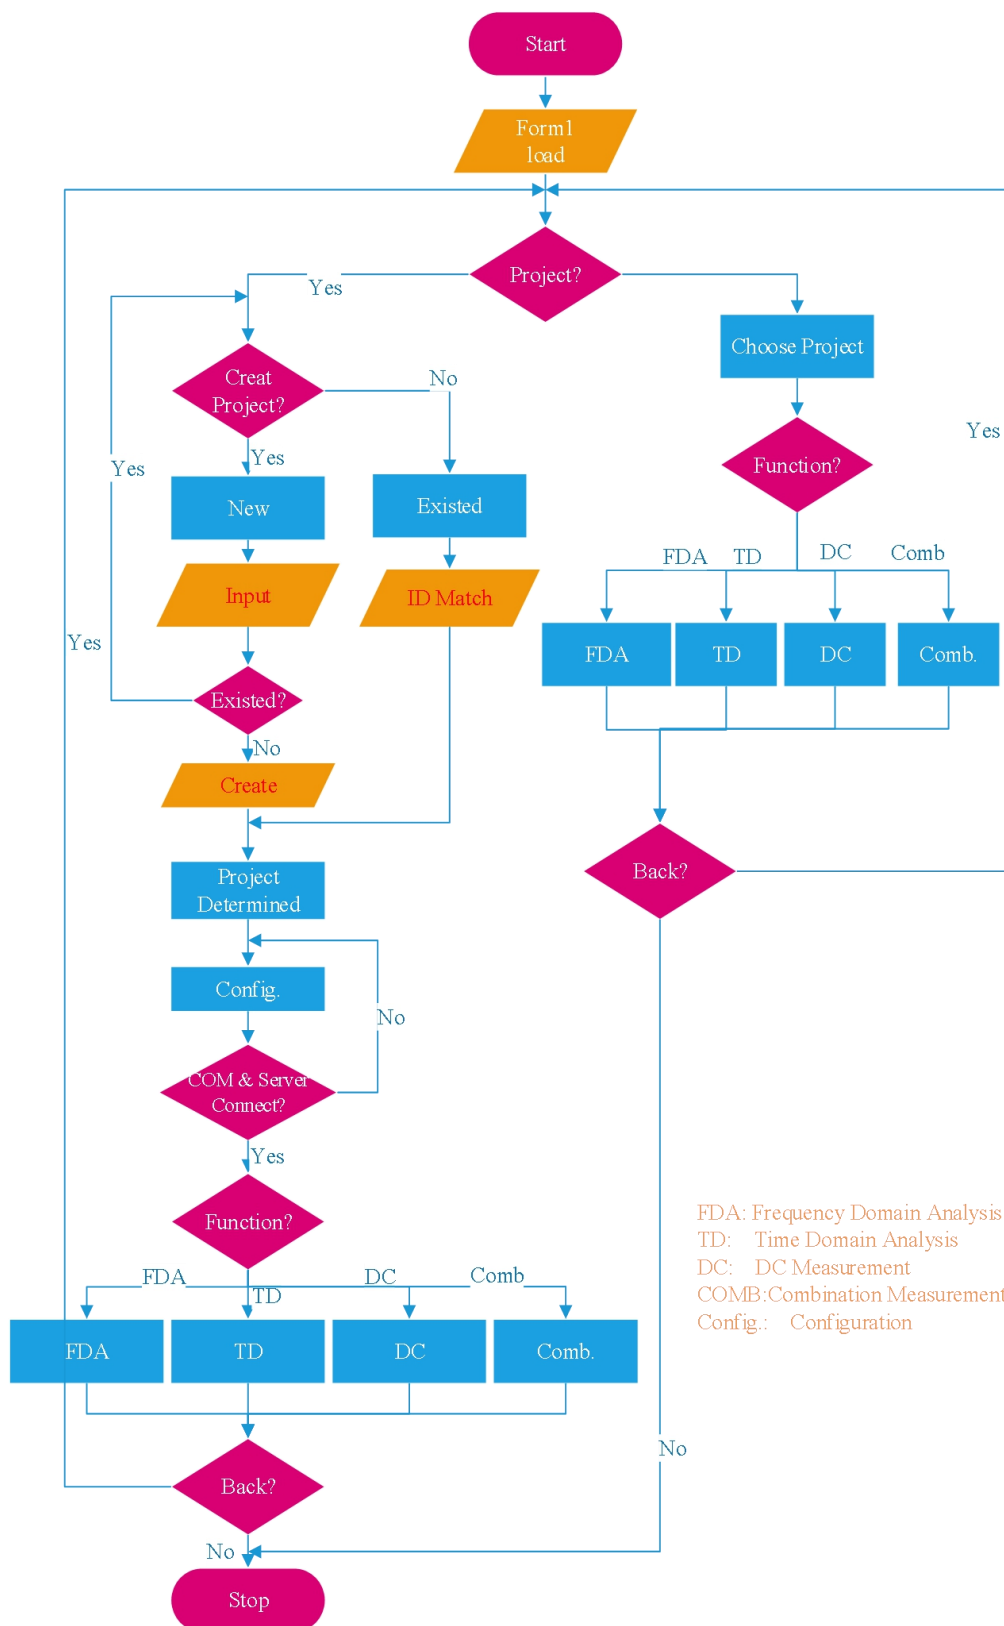 Start
Form1
load
Project?
Yes
Choose Project
Creat
Project?
No
Yes
Yes
Function?
Yes
New
Existed
FDA
TD
DC
Comb
Input
ID Match
Yes
FDA
TD
DC
Comb.
Existed?
No
Create
Project
Determined
Back?
Config.
No
COM & Server
Connect?
Yes
Function?
FDA: Frequency Domain Analysis
TD: Time Domain Analysis
DC: DC Measurement
COMB:Combination Measurement
Config.: Configuration
FDA
TD
DC
Comb
FDA
TD
DC
Comb.
No
Back?
No
Stop